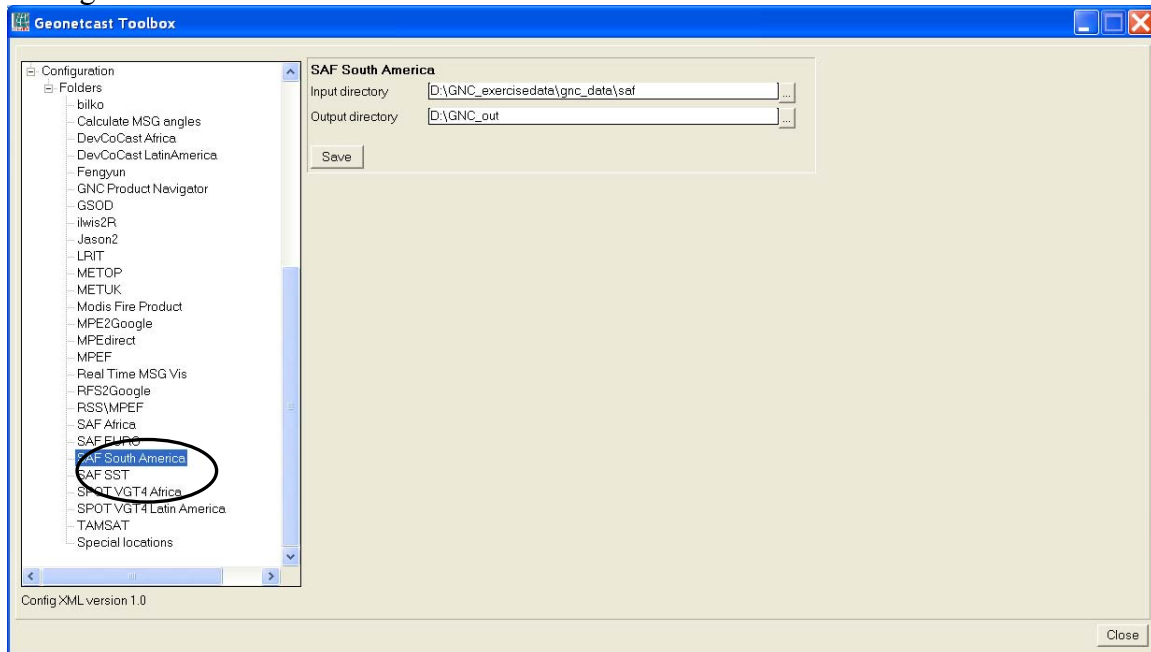 Geonetcast Toolbox
Configuration
Folders
bilko
Calculate MSG angles
DevCoCast Africa
DevCoCast LatinAmerica
Fengyun
GNC Product Navigator
GSOD
ilwis2R
Jason2
LRIT
METOP
METUK
Modis Fire Product
MPE2Google
MPEdirect
MPEF
Real Time MSG Vis
RFS2Google
RSS\MPEF
SAF Africa
SAF EURO
SAF South America
SAF SST
SPOT VGT4 Africa
SPOT VGT4 Latin America
TAMSAT
Special locations
Config XML version 1.0
SAF South America
Input directory D:\GNC_exercisedata\gnc_data\saf ...
Output directory D:\GNC_out ...
Save
Close